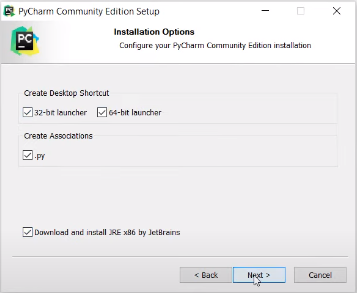 PyCharm Community Edition Setup
PC
Installation Options
Configure your PyCharm Community Edition installation
Create Desktop Shortcut
32-bit launcher 64-bit launcher
Create Associations
.py
Download and install JRE x86 by JetBrains
< Back Next > Cancel